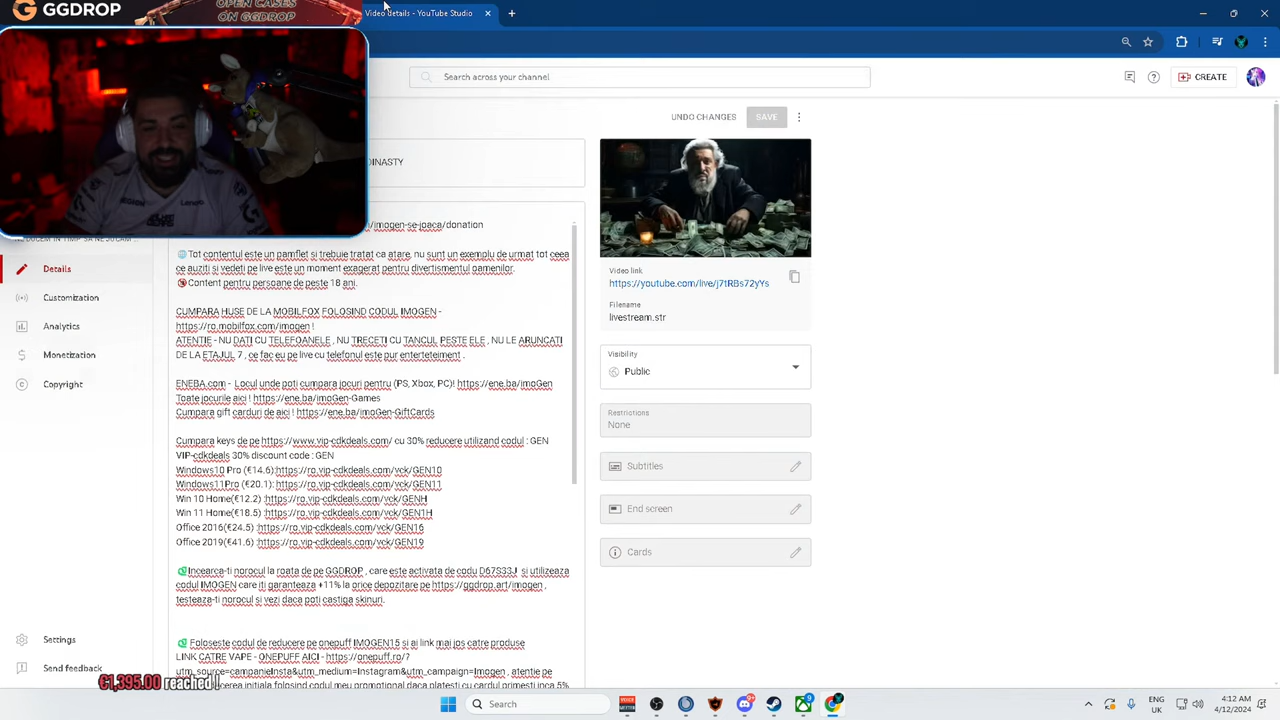 GGDROP
OPEN CASES
ON GGDROP
Video details - YouTube Studio
Search across your channel
CREATE
UNDO CHANGES
SAVE
DINASTY
/imogen-se-joaca/donation
Tot contentul este un pamflet si trebuie tratat ca atare, nu sunt un exemplu de urmat tot ceea
ce auziti si vedeti pe live este un moment exagerat pentru divertismentul oamenilor.
Content pentru persoane de peste 18 ani.
CUMPARA HUSE DE LA MOBILFOX FOLOSIND CODUL IMOGEN -
https://ro.mobilfox.com/imogen !
ATENTIE - NU DATI CU TELEFOANELE , NU TRECETI CU TANCUL PESTE ELE , NU LE ARUNCATI
DE LA ETAJUL 7 , ce fac eu pe live cu telefonul este pur enterteteiment .
ENEBA.com - Locul unde poti cumpara jocuri pentru (PS, Xbox, PC)! https://ene.ba/imoGen
Toate jocurile aici ! https://ene.ba/imoGen-Games
Cumpara gift carduri de aici ! https://ene.ba/imoGen-GiftCards
Cumpara keys de pe https://www.vip-cdkdeals.com/ cu 30% reducere utilizand codul : GEN
VIP-cdkdeals 30% discount code : GEN
Windows10 Pro (€14.6):https://ro.vip-cdkdeals.com/vck/GEN10
Windows11Pro (€20.1): https://ro.vip-cdkdeals.com/vck/GEN11
Win 10 Home(€12.2) :https://ro.vip-cdkdeals.com/vck/GENH
Win 11 Home(€18.5) :https://ro.vip-cdkdeals.com/vck/GEN1H
Office 2016(€24.5) :https://ro.vip-cdkdeals.com/vck/GEN16
Office 2019(€41.6) :https://ro.vip-cdkdeals.com/vck/GEN19
Incearca-ti norocul la roata de pe GGDROP , care este activata de codu D67S33J si utilizeaza
codul IMOGEN care iti garanteaza +11% la orice depozitare pe https://ggdrop.art/imogen ,
testeaza-ti norocul si vezi daca poti castiga skinuri.
Foloseste codul de reducere pe onepuff IMOGEN15 si ai link mai jos catre produse
LINK CATRE VAPE - ONEPUFF AICI - https://onepuff.ro/?
utm_source=campanieInsta&utm_medium=Instagram&utm_campaign=Imogen , atentie pe
cerea initiala folosind codul meu promotional daca platesti cu cardul primesti inca 5%
Details
Customization
Analytics
Monetization
Copyright
Settings
Send feedback
€1,395.00 reached !
Video link
https://youtube.com/live/j7tRBs72yYs
Filename
livestream.str
Visibility
Public
Restrictions
None
Subtitles
End screen
Cards
Search
ENG
UK
4:12 AM
4/12/2024